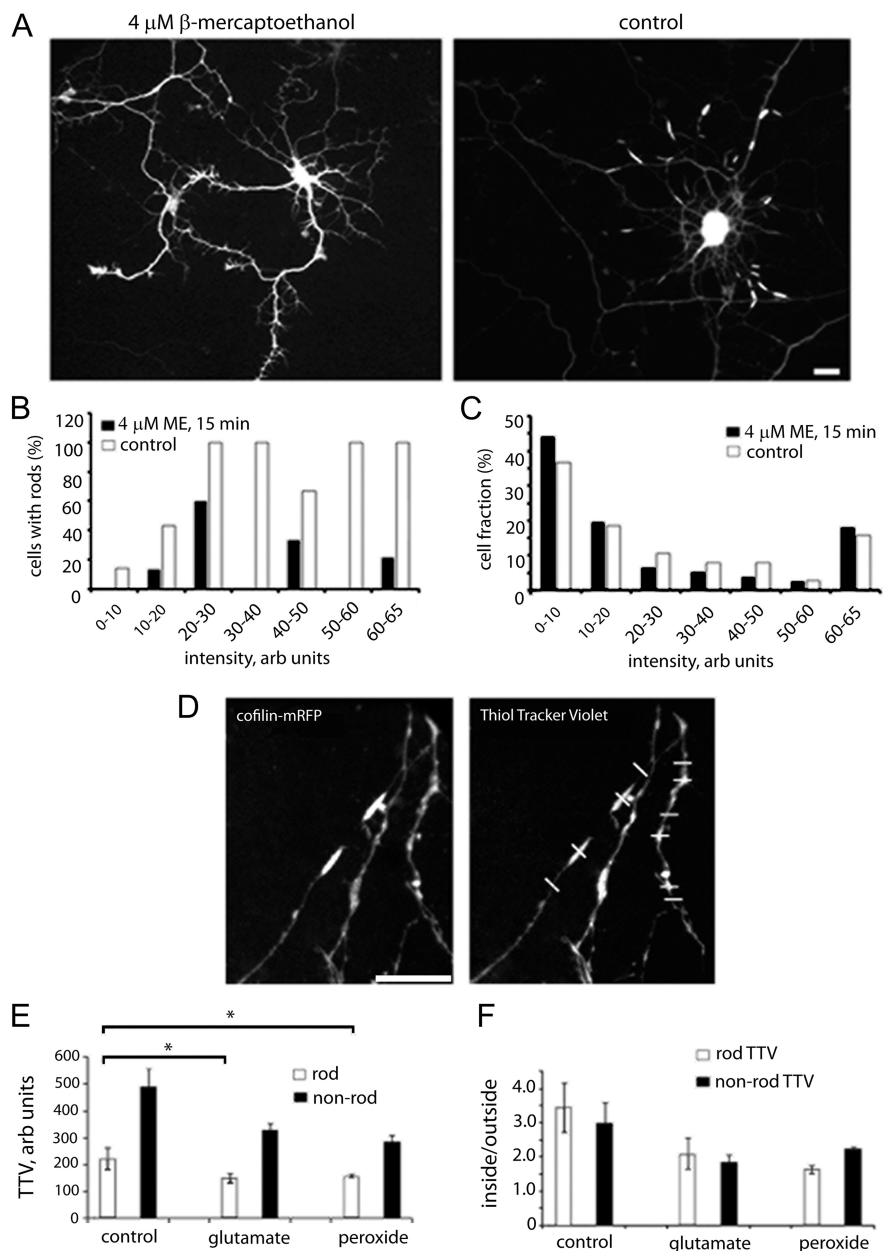 A
4 μM β-mercaptoethanol
control
B
cells with rods (%)
120
100
80
60
40
20
0
4 μM ME, 15 min
control
0-10
10-20
20-30
30-40
40-50
50-60
60-65
intensity, arb units
C
cell fraction (%)
50
40
30
30
20
10
0
4 μM ME, 15 min
control
0-10
10-20
20-30
30-40
40-50
50-60
60-65
intensity, arb units
D
cofilin-mRFP
Thiol Tracker Violet
E
*
*
TTV, arb units
600
500
400
300
200
100
0
rod
non-rod
control
glutamate
peroxide
F
rod TTV
non-rod TTV
inside/outside
4.0
3.0
2.0
1.0
0
control
glutamate
peroxide